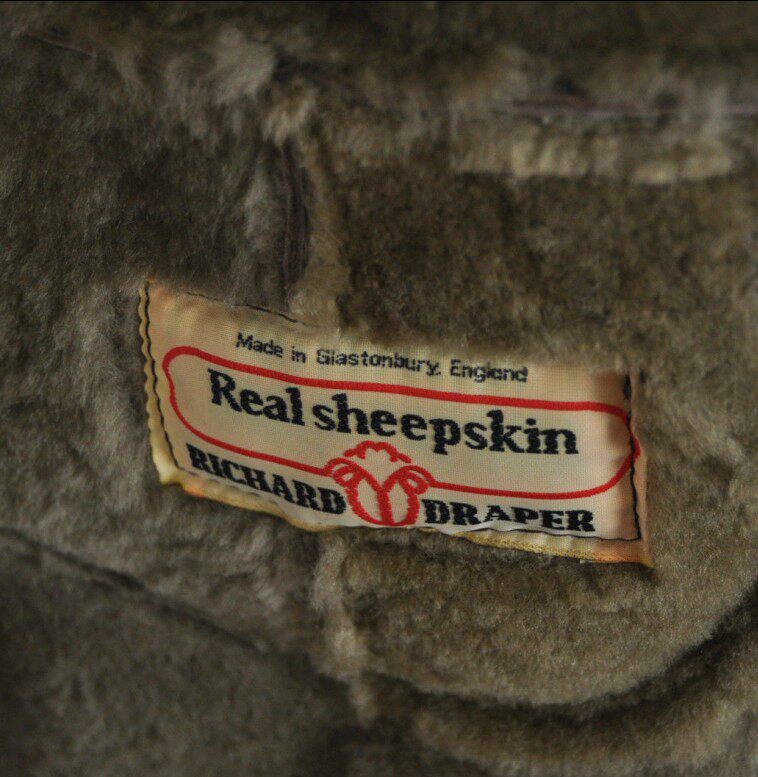 Made in Glastonbury, England
Real sheepskin
RICHARD DRAPER